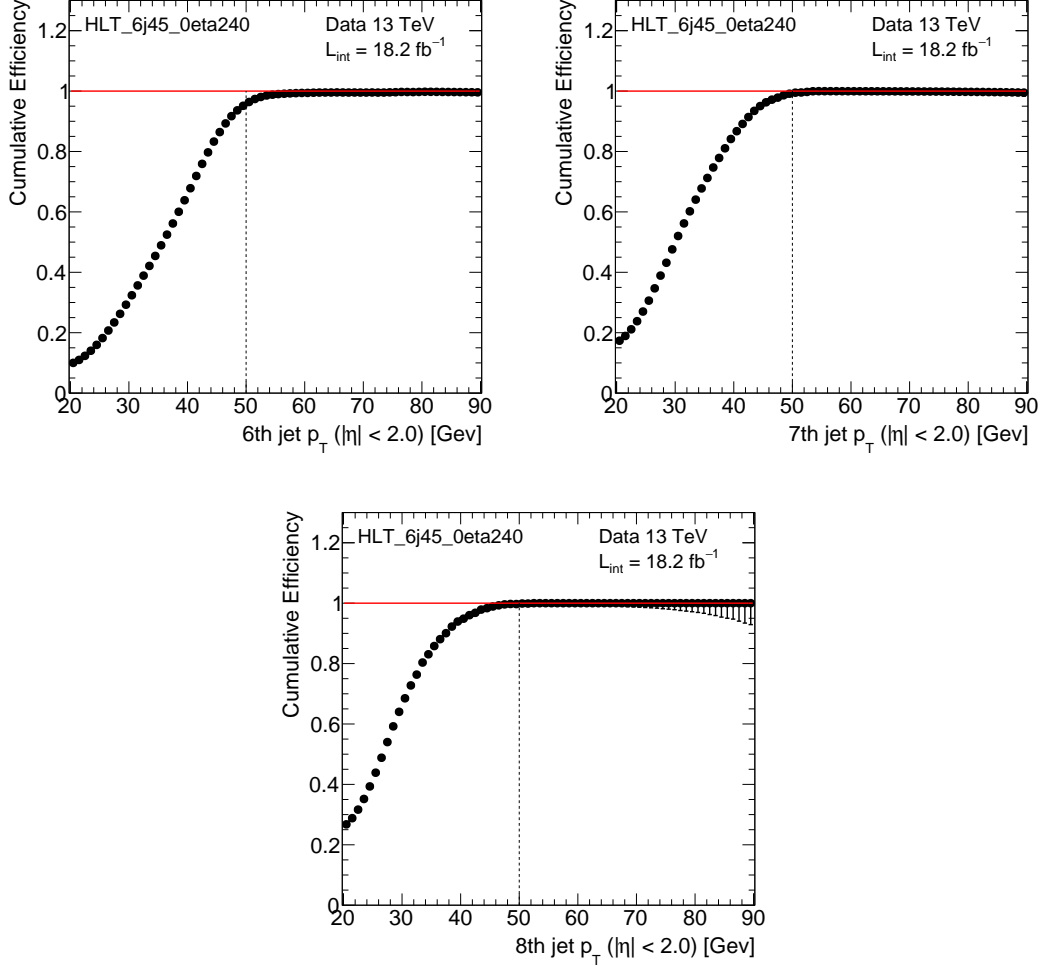 HLT_6j45_0eta240
Data 13 TeV
L_int = 18.2 fb⁻¹
Cumulative Efficiency
0
0.2
0.4
0.6
0.8
1
1.2
20 30 40 50 60 70 80 90
6th jet p_T (|η| < 2.0) [Gev]
HLT_6j45_0eta240
Data 13 TeV
L_int = 18.2 fb⁻¹
Cumulative Efficiency
0
0.2
0.4
0.6
0.8
1
1.2
20 30 40 50 60 70 80 90
7th jet p_T (|η| < 2.0) [Gev]
HLT_6j45_0eta240
Data 13 TeV
L_int = 18.2 fb⁻¹
Cumulative Efficiency
0
0.2
0.4
0.6
0.8
1
1.2
20 30 40 50 60 70 80 90
8th jet p_T (|η| < 2.0) [Gev]